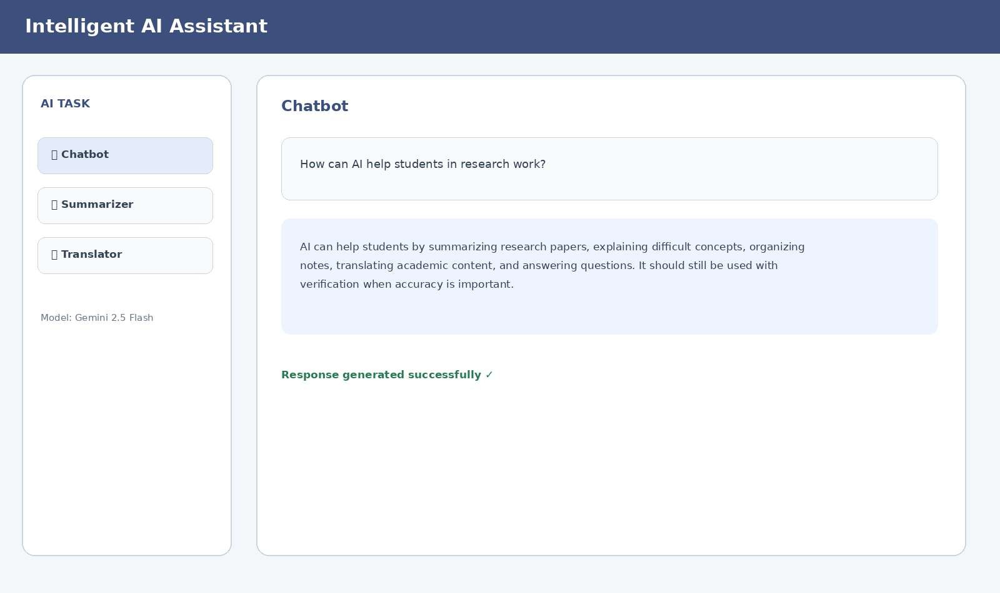 Intelligent AI Assistant
AI TASK
Chatbot
Summarizer
Translator
Model: Gemini 2.5 Flash
Chatbot
How can AI help students in research work?
AI can help students by summarizing research papers, explaining difficult concepts, organizing
notes, translating academic content, and answering questions. It should still be used with
verification when accuracy is important.
Response generated successfully ✓